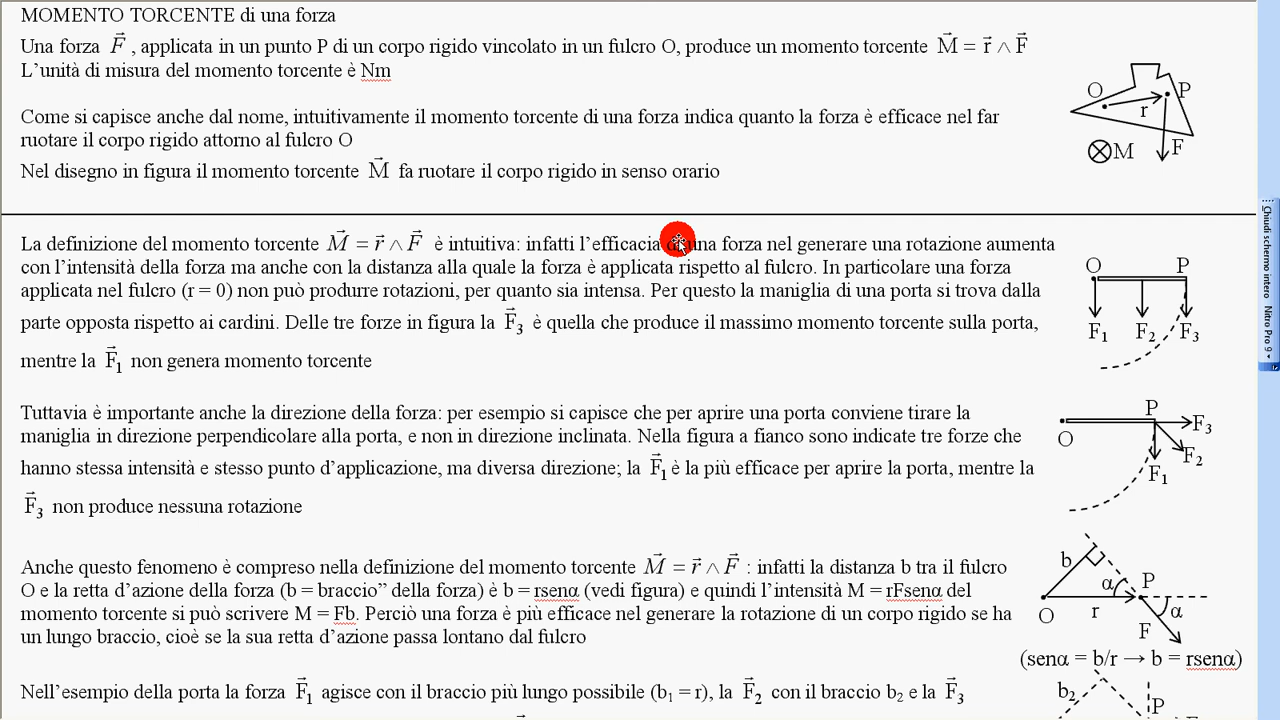 MOMENTO TORCENTE di una forza
Una forza F⃗ , applicata in un punto P di un corpo rigido vincolato in un fulcro O, produce un momento torcente M⃗ = r⃗ ∧ F⃗
L'unità di misura del momento torcente è Nm
Come si capisce anche dal nome, intuitivamente il momento torcente di una forza indica quanto la forza è efficace nel far
ruotare il corpo rigido attorno al fulcro O
Nel disegno in figura il momento torcente M⃗ fa ruotare il corpo rigido in senso orario
O
P
r
M
F
La definizione del momento torcente M⃗ = r⃗ ∧ F⃗ è intuitiva: infatti l'efficacia una forza nel generare una rotazione aumenta
con l'intensità della forza ma anche con la distanza alla quale la forza è applicata rispetto al fulcro. In particolare una forza
applicata nel fulcro (r = 0) non può produrre rotazioni, per quanto sia intensa. Per questo la maniglia di una porta si trova dalla
parte opposta rispetto ai cardini. Delle tre forze in figura la F⃗₃ è quella che produce il massimo momento torcente sulla porta,
mentre la F⃗₁ non genera momento torcente
O P
F₁ F₂ F₃
Tuttavia è importante anche la direzione della forza: per esempio si capisce che per aprire una porta conviene tirare la
maniglia in direzione perpendicolare alla porta, e non in direzione inclinata. Nella figura a fianco sono indicate tre forze che
hanno stessa intensità e stesso punto d'applicazione, ma diversa direzione; la F⃗₁ è la più efficace per aprire la porta, mentre la
F⃗₃ non produce nessuna rotazione
P
F₃
O
F₂
F₁
Anche questo fenomeno è compreso nella definizione del momento torcente M⃗ = r⃗ ∧ F⃗ : infatti la distanza b tra il fulcro
O e la retta d'azione della forza (b = braccio” della forza) è b = rsenα (vedi figura) e quindi l'intensità M = rFsenα del
momento torcente si può scrivere M = Fb. Perciò una forza è più efficace nel generare la rotazione di un corpo rigido se ha
un lungo braccio, cioè se la sua retta d'azione passa lontano dal fulcro
b
α P
O r α
F
(senα = b/r → b = rsenα)
Nell'esempio della porta la forza F⃗₁ agisce con il braccio più lungo possibile (b₁ = r), la F⃗₂ con il braccio b₂ e la F⃗₃
b₂
P
Chiudi schermo intero
Nitro Pro 9